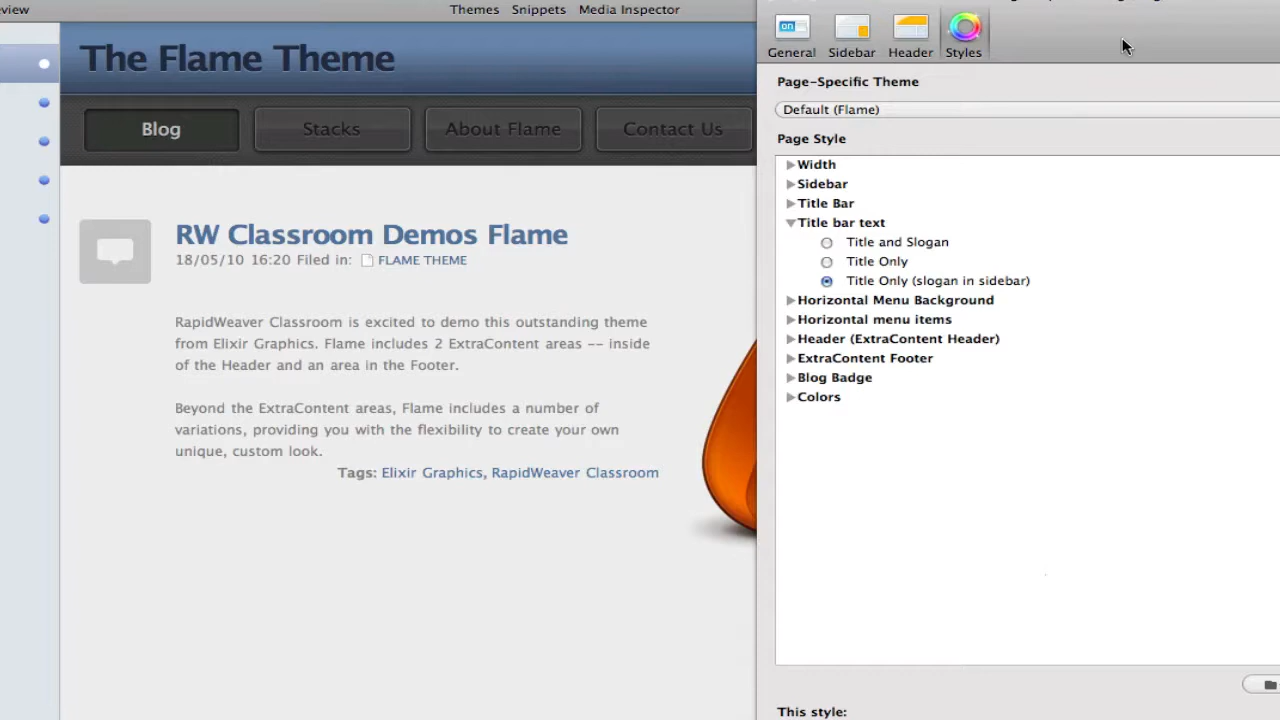 view
Themes Snippets Media Inspector
The Flame Theme
Blog Stacks About Flame Contact Us
RW Classroom Demos Flame
18/05/10 16:20 Filed in: FLAME THEME
RapidWeaver Classroom is excited to demo this outstanding theme
from Elixir Graphics. Flame includes 2 ExtraContent areas -- inside
of the Header and an area in the Footer.
Beyond the ExtraContent areas, Flame includes a number of
variations, providing you with the flexibility to create your own
unique, custom look.
Tags: Elixir Graphics, RapidWeaver Classroom
on
General Sidebar Header Styles
Page-Specific Theme
Default (Flame)
Page Style
Width
Sidebar
Title Bar
Title bar text
Title and Slogan
Title Only
Title Only (slogan in sidebar)
Horizontal Menu Background
Horizontal menu items
Header (ExtraContent Header)
ExtraContent Footer
Blog Badge
Colors
This style: